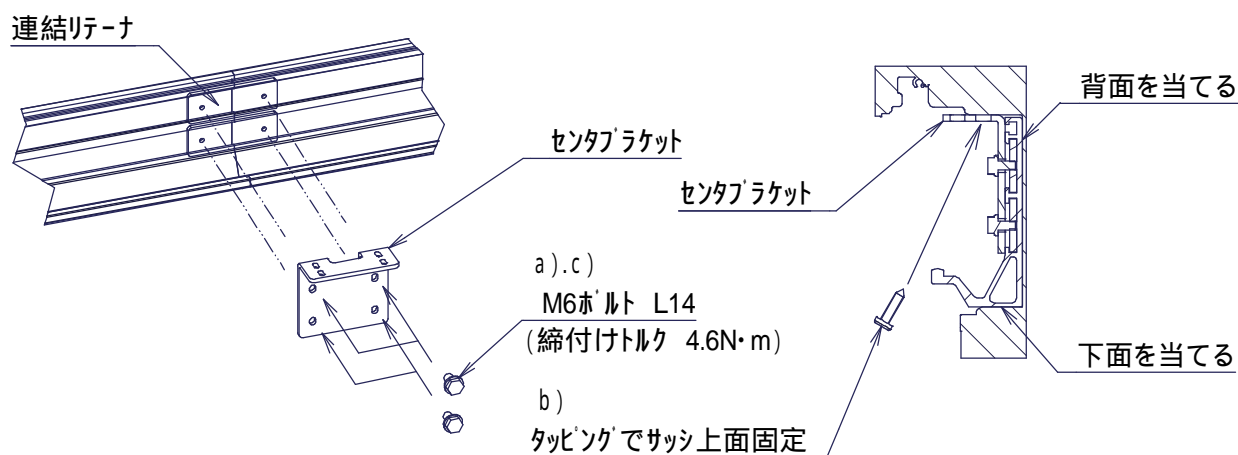 連結ﾘﾃｰﾅ
背面を当てる
ｾﾝﾀﾌﾞﾗｹｯﾄ
ｾﾝﾀﾌﾞﾗｹｯﾄ
a).c)
M6ﾎﾞﾙﾄ L14
(締付けﾄﾙｸ 4.6N･m)
下面を当てる
b)
ﾀｯﾋﾟﾝｸﾞでｻｯｼ上面固定